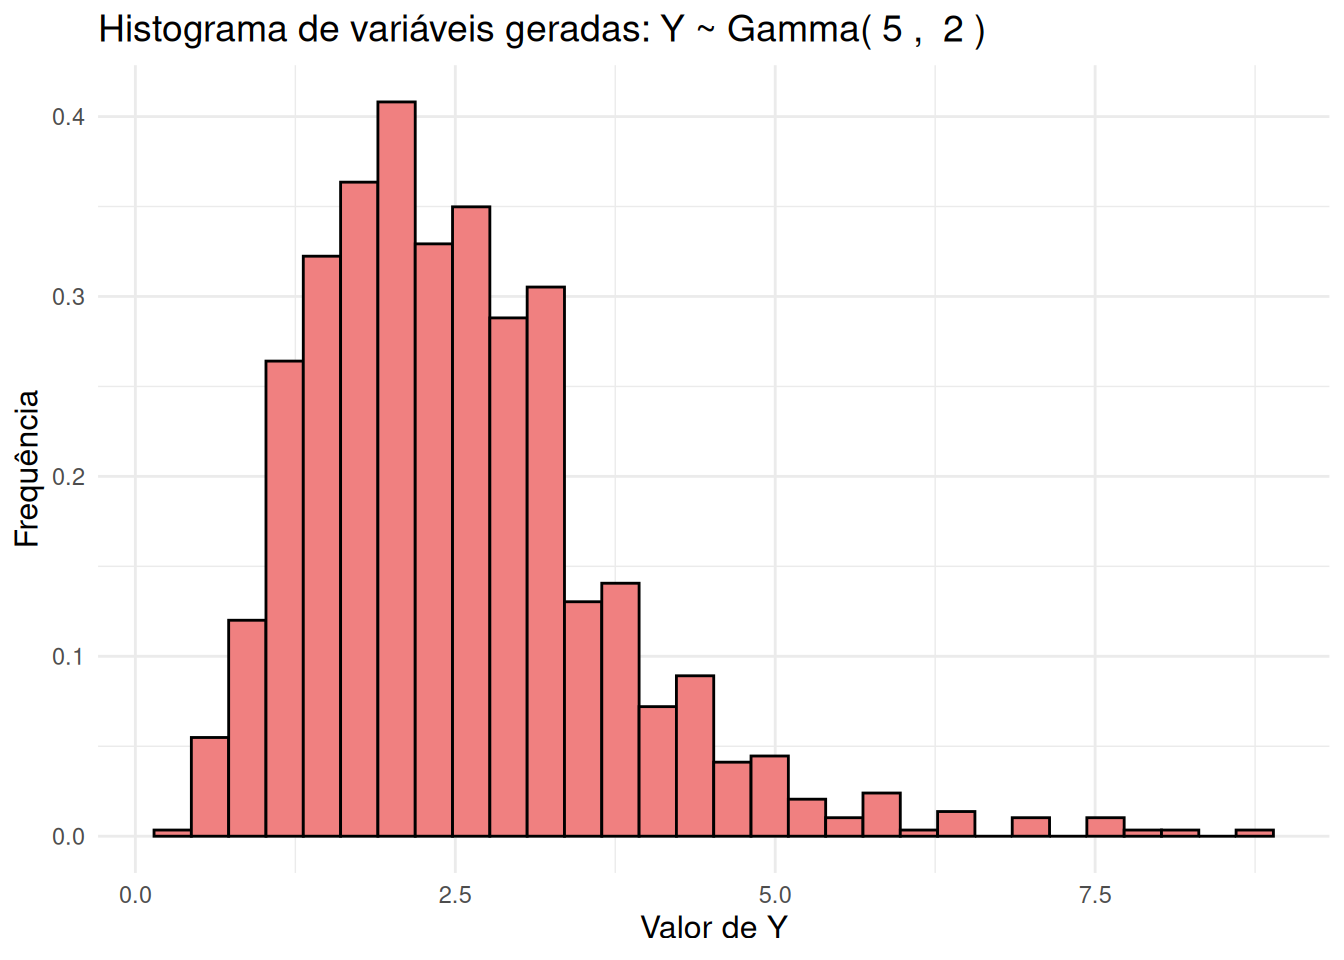 Histograma de variáveis geradas: Y ~ Gamma( 5 ,  2 )
Frequência
0.4
0.3
0.2
0.1
0.0
0.0 2.5 5.0 7.5
Valor de Y